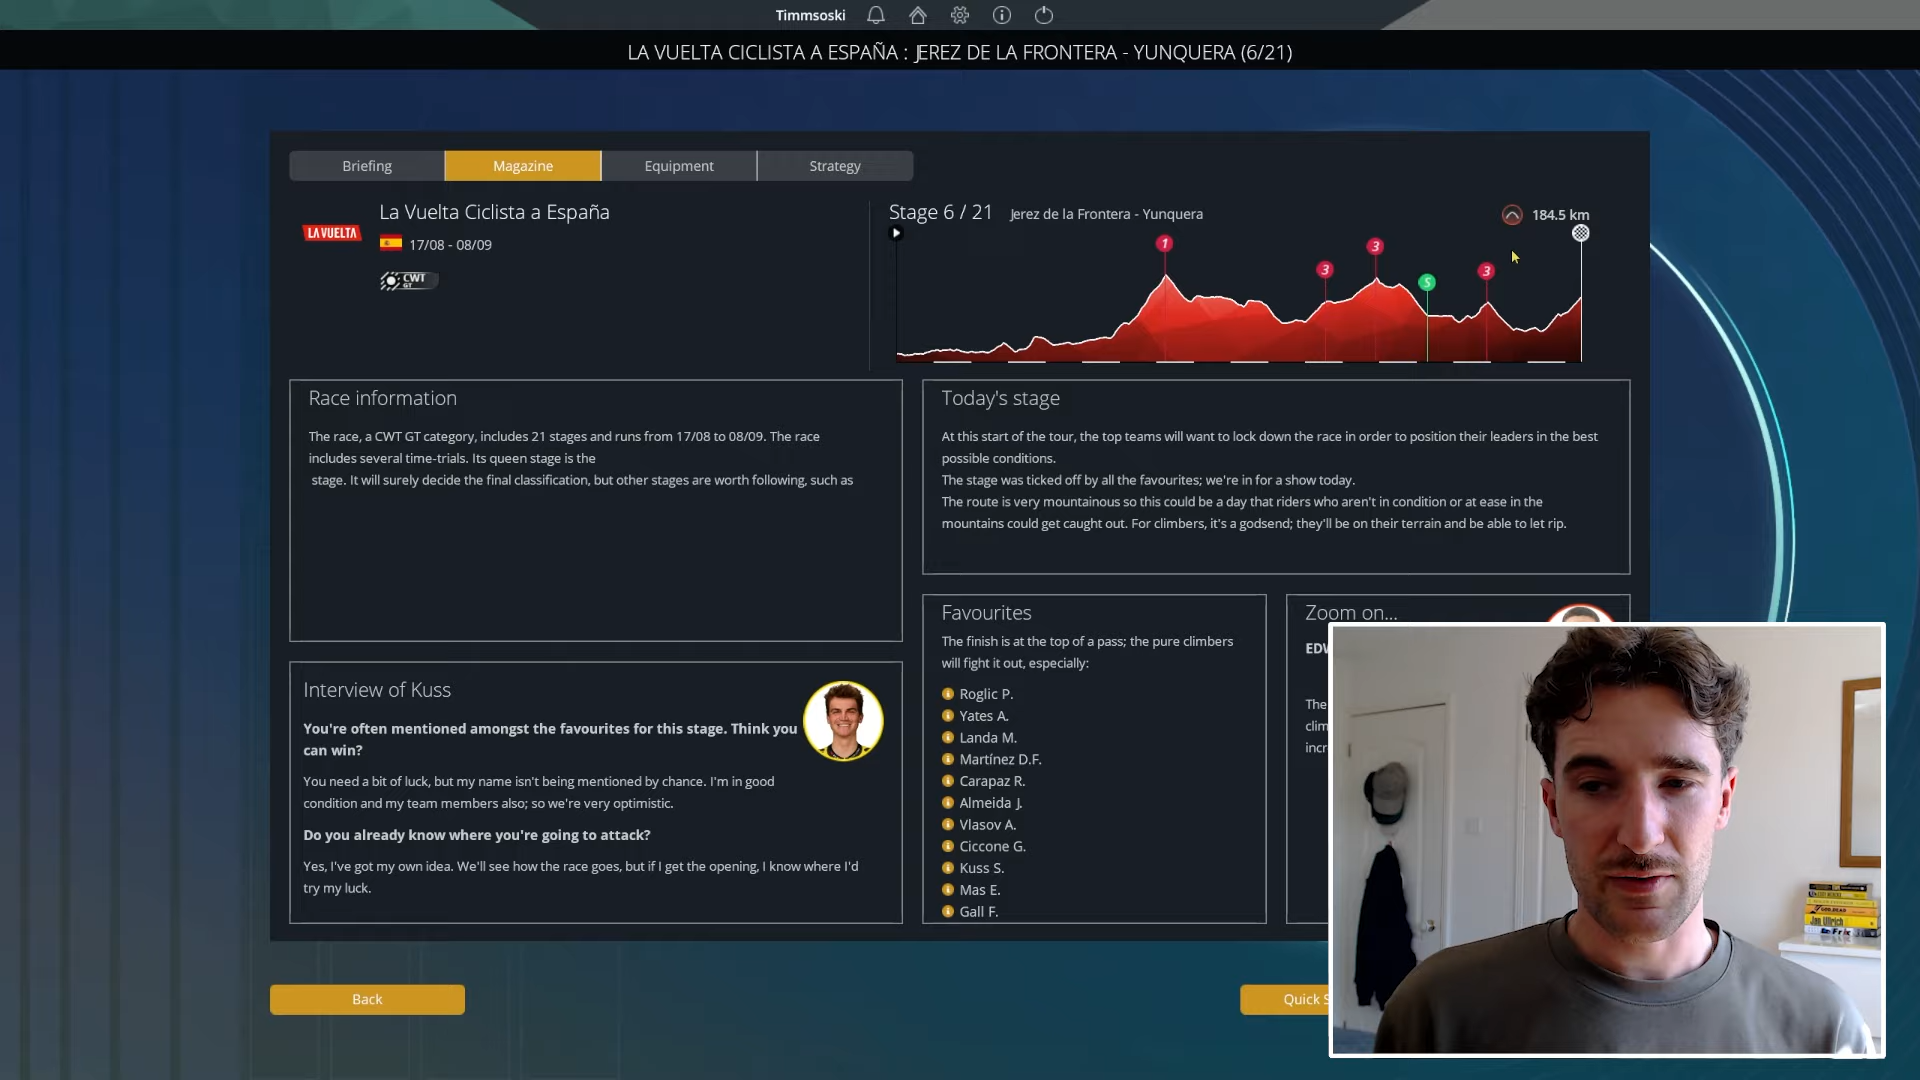 Timmsoski
LA VUELTA CICLISTA A ESPAÑA : JEREZ DE LA FRONTERA - YUNQUERA (6/21)
Briefing
Magazine
Equipment
Strategy
LA VUELTA
La Vuelta Ciclista a España
17/08 - 08/09
CWT
GT
Stage 6 / 21
Jerez de la Frontera - Yunquera
184.5 km
1
3
3
S
3
Race information
The race, a CWT GT category, includes 21 stages and runs from 17/08 to 08/09. The race
includes several time-trials. Its queen stage is the
stage. It will surely decide the final classification, but other stages are worth following, such as
Today's stage
At this start of the tour, the top teams will want to lock down the race in order to position their leaders in the best
possible conditions.
The stage was ticked off by all the favourites; we're in for a show today.
The route is very mountainous so this could be a day that riders who aren't in condition or at ease in the
mountains could get caught out. For climbers, it's a godsend; they'll be on their terrain and be able to let rip.
Interview of Kuss
You're often mentioned amongst the favourites for this stage. Think you
can win?
You need a bit of luck, but my name isn't being mentioned by chance. I'm in good
condition and my team members also; so we're very optimistic.
Do you already know where you're going to attack?
Yes, I've got my own idea. We'll see how the race goes, but if I get the opening, I know where I'd
try my luck.
Favourites
The finish is at the top of a pass; the pure climbers
will fight it out, especially:
Roglic P.
Yates A.
Landa M.
Martínez D.F.
Carapaz R.
Almeida J.
Vlasov A.
Ciccone G.
Kuss S.
Mas E.
Gall F.
Zoom on...
The
Back
Quick S
Jan Ullrich